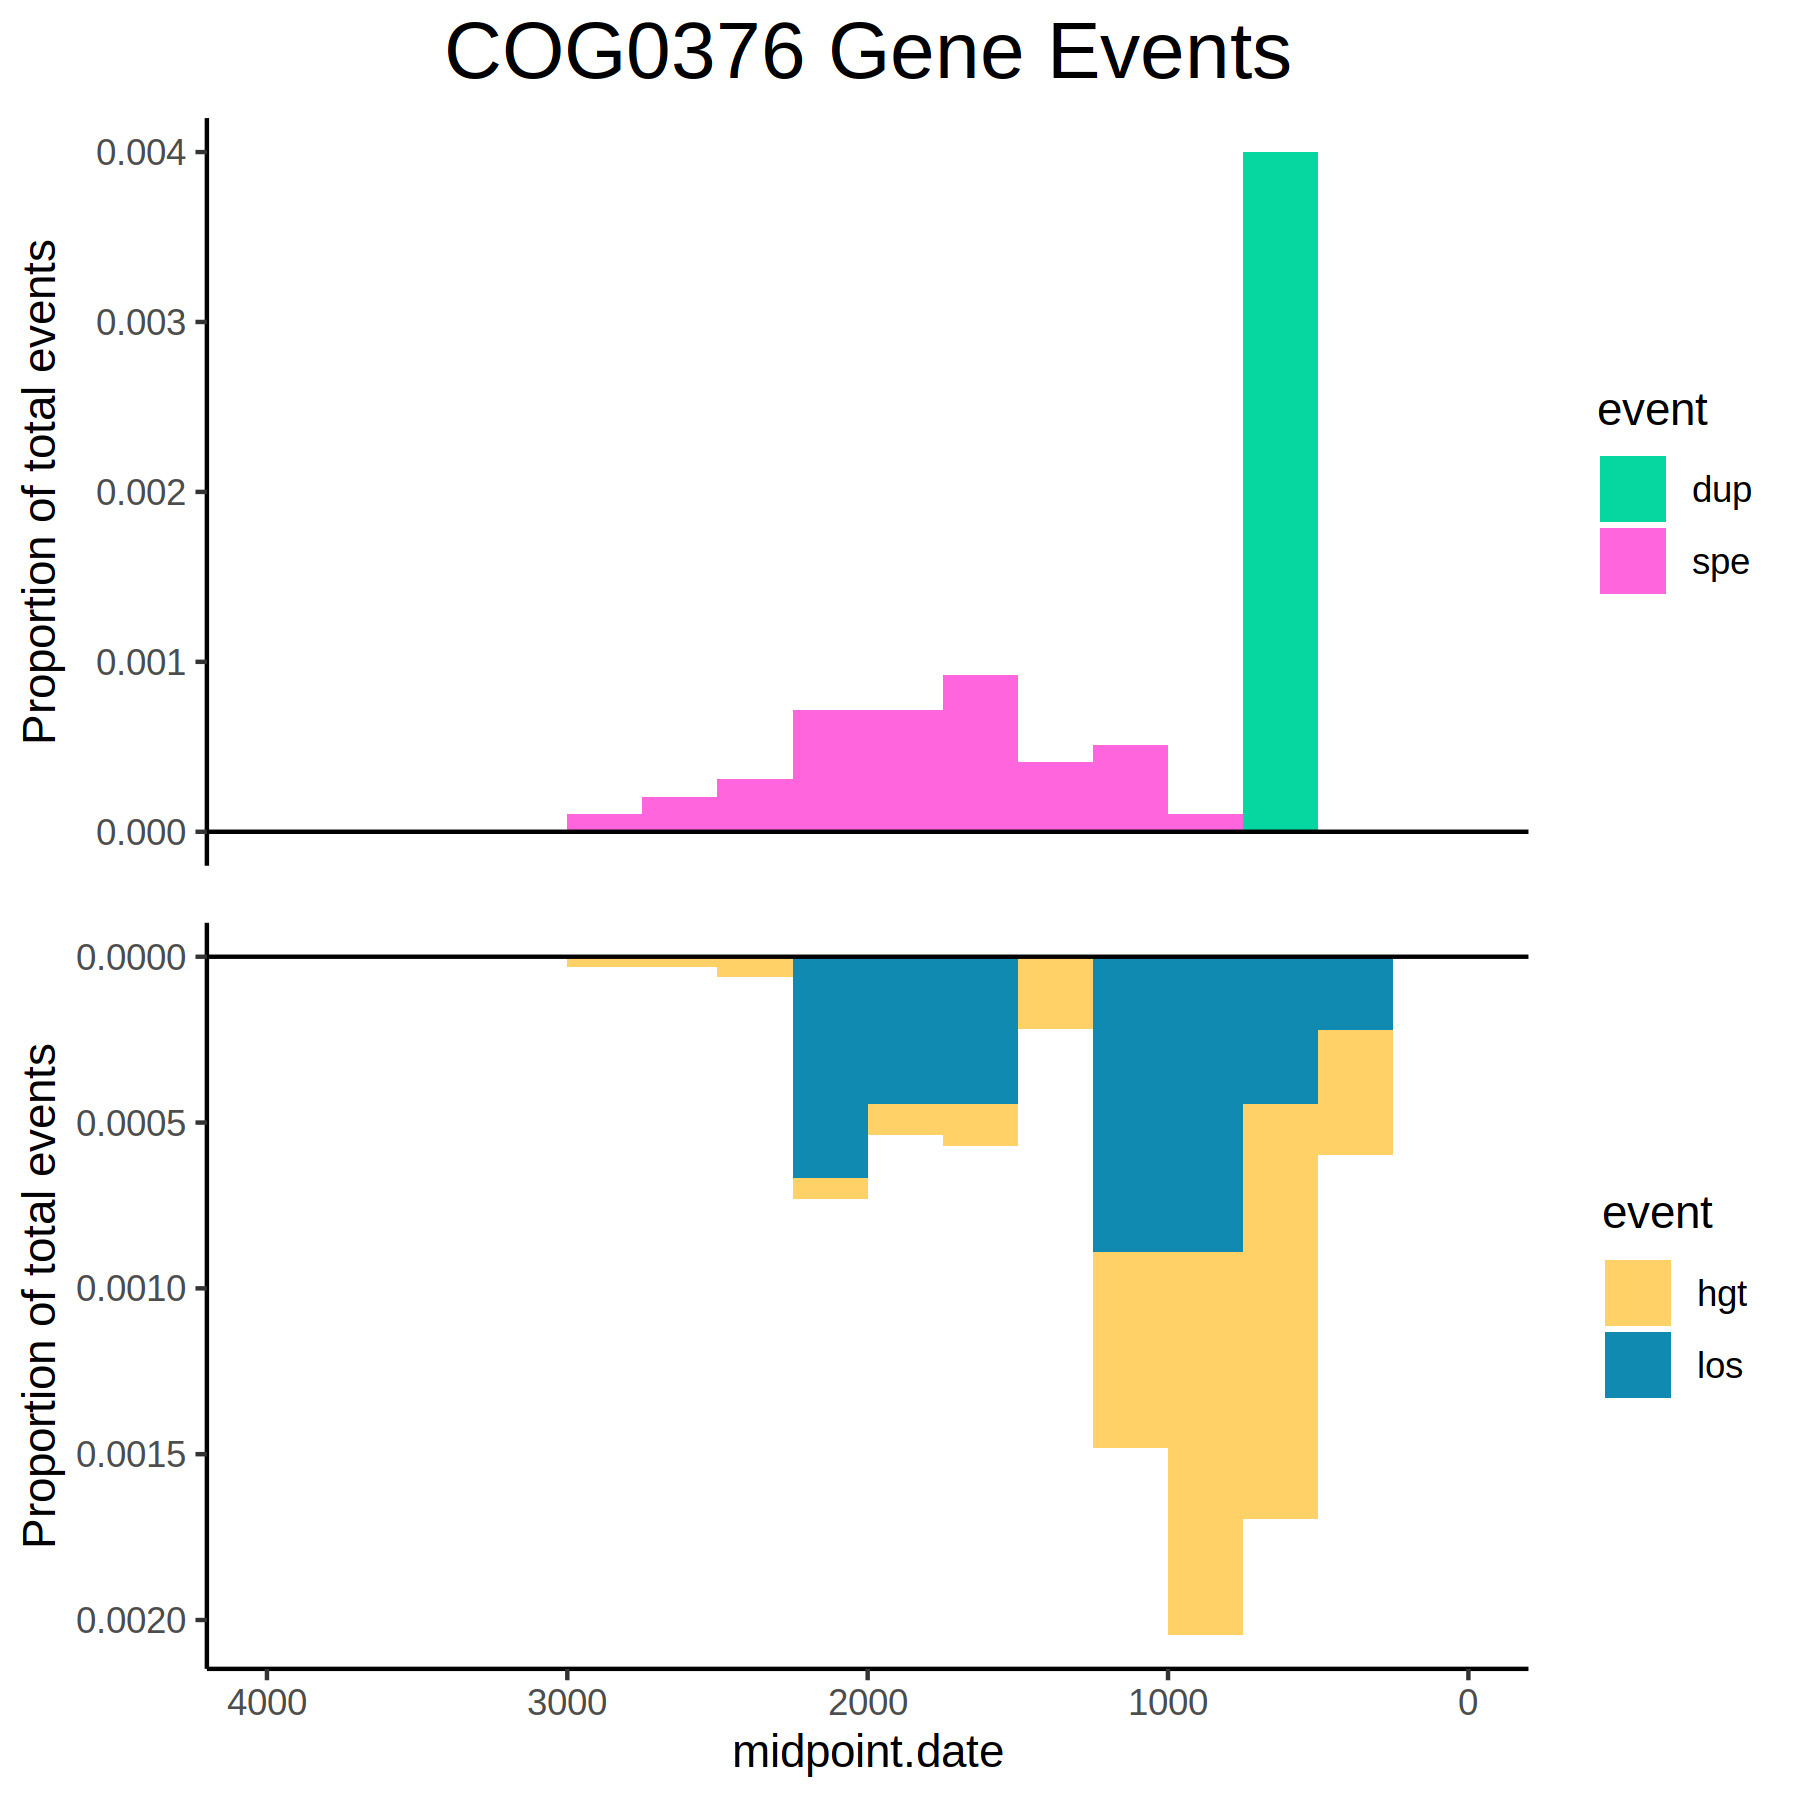 COG0376 Gene Events
0.004
0.003
0.002
0.001
0.000
Proportion of total events
event
dup
spe
0.0000
0.0005
0.0010
0.0015
0.0020
Proportion of total events
event
hgt
los
4000 3000 2000 1000 0
midpoint.date